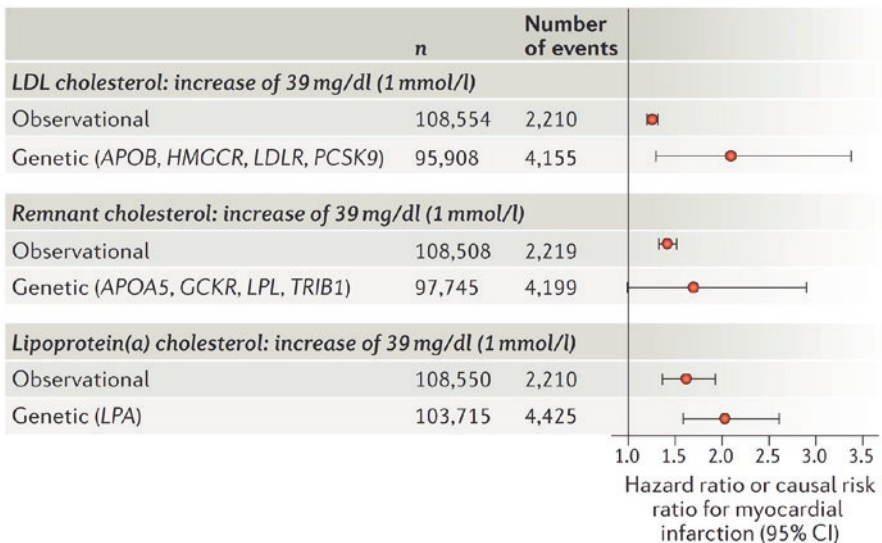 n Number of events
LDL cholesterol: increase of 39 mg/dl (1 mmol/l)
Observational 108,554 2,210
Genetic (APOB, HMGCR, LDLR, PCSK9) 95,908 4,155
Remnant cholesterol: increase of 39 mg/dl (1 mmol/l)
Observational 108,508 2,219
Genetic (APOA5, GCKR, LPL, TRIB1) 97,745 4,199
Lipoprotein(a) cholesterol: increase of 39 mg/dl (1 mmol/l)
Observational 108,550 2,210
Genetic (LPA) 103,715 4,425
1.0 1.5 2.0 2.5 3.0 3.5
Hazard ratio or causal risk
ratio for myocardial
infarction (95% CI)